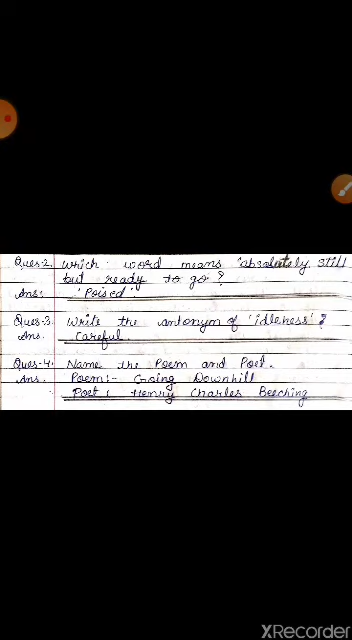 Ques-2. Which word means 'absolutely still
but ready to go?
Ans: 'Poised'
Ques-3. Write the antonym of 'idleness'?
Ans. Careful.
Ques-4. Name the Poem and Poet.
Ans. Poem:- Going Downhill
Poet: Henry Charles Beeching
XRecorder